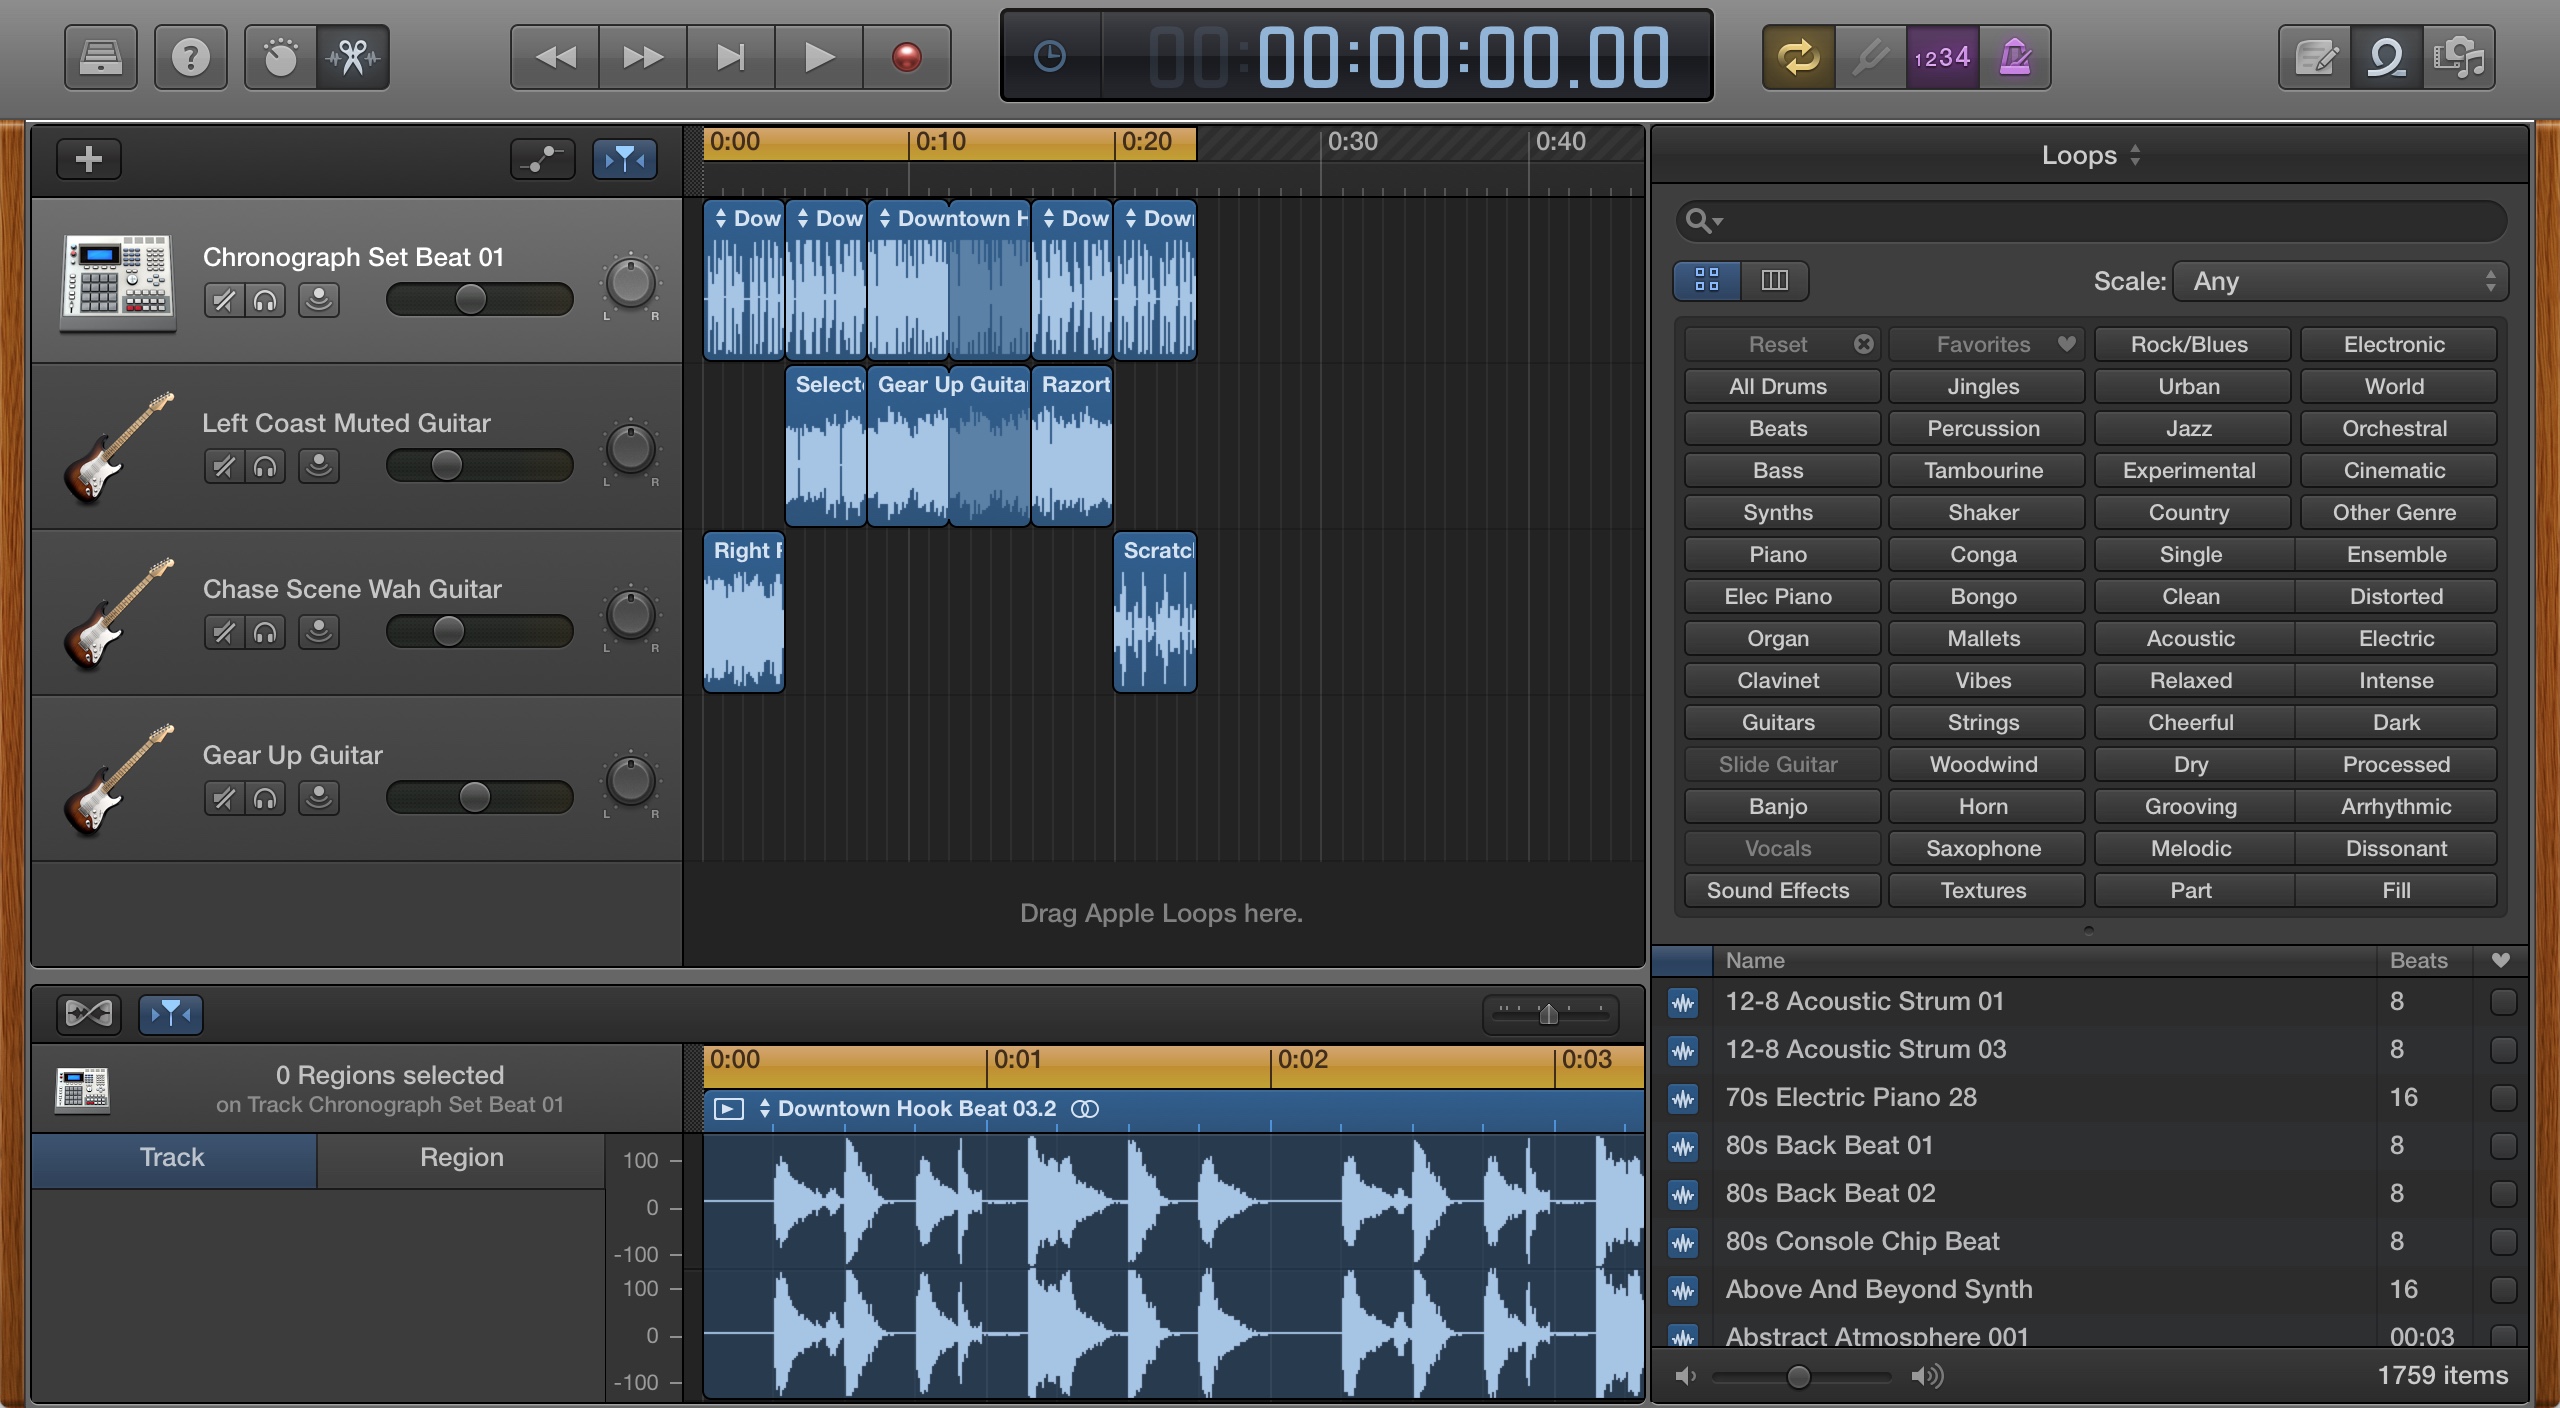 00:00:00:00.00
1234
0:00 0:10 0:20 0:30 0:40
Loops
Chronograph Set Beat 01
L R
Left Coast Muted Guitar
L R
Chase Scene Wah Guitar
L R
Gear Up Guitar
L R
Dow Dow Downtown H Dow Dow
Select Gear Up Guita Razort
Right Scratc
Drag Apple Loops here.
Scale: Any
Reset Favorites Rock/Blues Electronic
All Drums Jingles Urban World
Beats Percussion Jazz Orchestral
Bass Tambourine Experimental Cinematic
Synths Shaker Country Other Genre
Piano Conga Single Ensemble
Elec Piano Bongo Clean Distorted
Organ Mallets Acoustic Electric
Clavinet Vibes Relaxed Intense
Guitars Strings Cheerful Dark
Slide Guitar Woodwind Dry Processed
Banjo Horn Grooving Arrhythmic
Vocals Saxophone Melodic Dissonant
Sound Effects Textures Part Fill
Name Beats
12-8 Acoustic Strum 01 8
12-8 Acoustic Strum 03 8
70s Electric Piano 28 16
80s Back Beat 01 8
80s Back Beat 02 8
80s Console Chip Beat 8
Above And Beyond Synth 16
Abstract Atmosphere 001 00:03
1759 items
0 Regions selected
on Track Chronograph Set Beat 01
Track Region
0:00 0:01 0:02 0:03
Downtown Hook Beat 03.2
100
0
-100
100
0
-100